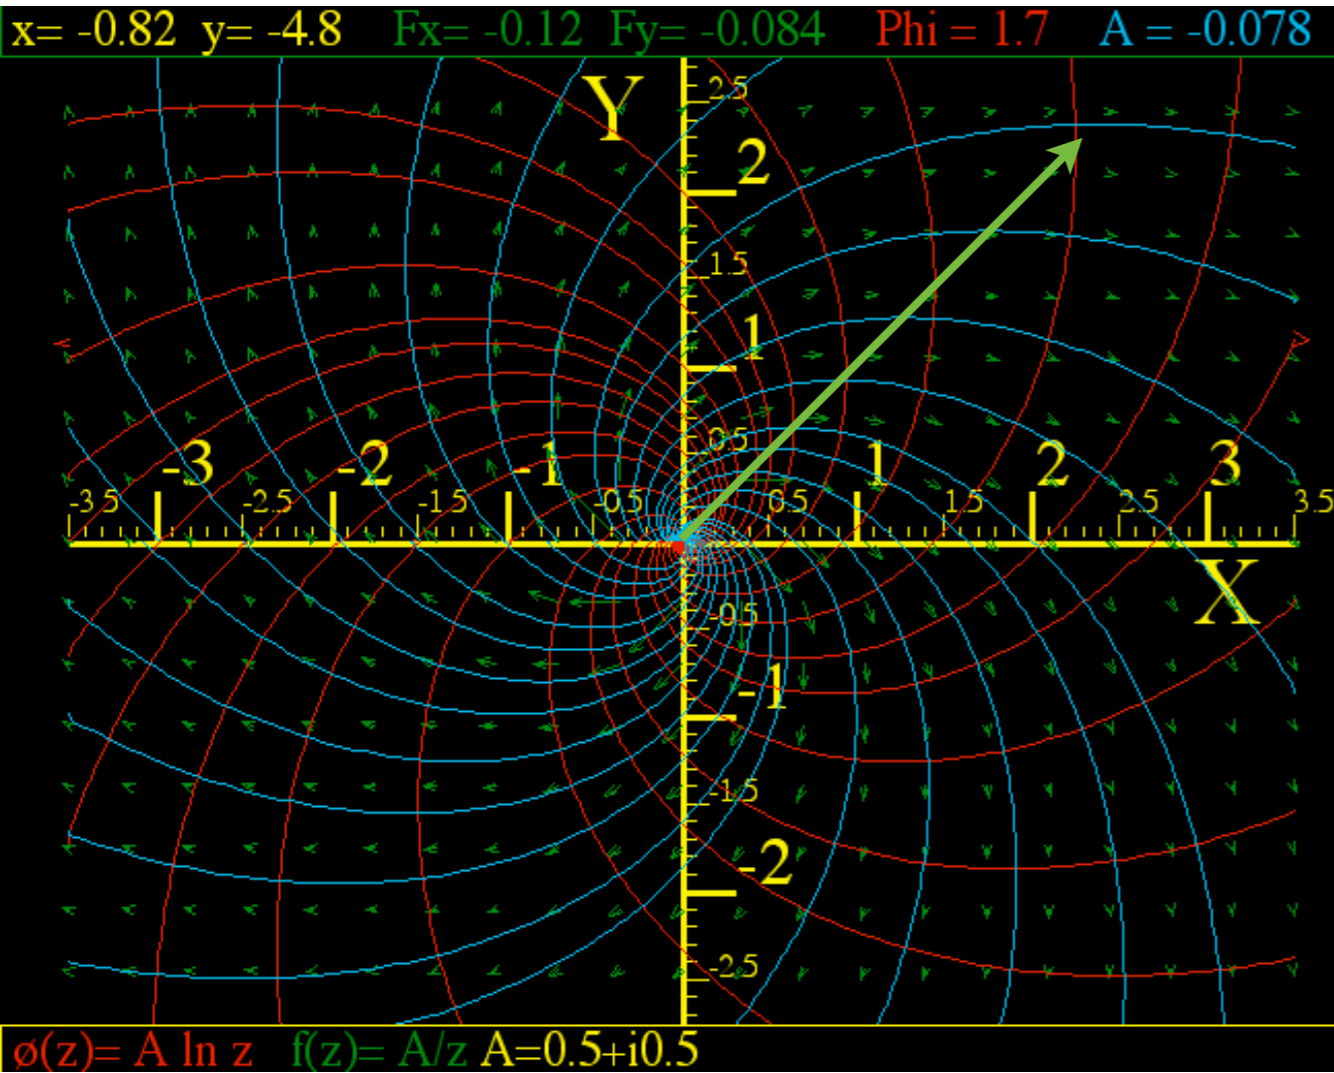 x= -0.82 y= -4.8 Fx= -0.12 Fy= -0.084 Phi = 1.7 A = -0.078
2.5
Y
2
1.5
1
0.5
-3 -2 -1 1 2 3
-3.5 -2.5 -1.5 -0.5 0.5 1.5 2.5 3.5
X
-0.5
-1
-1.5
-2
-2.5
ø(z)= A ln z f(z)= A/z A=0.5+i0.5